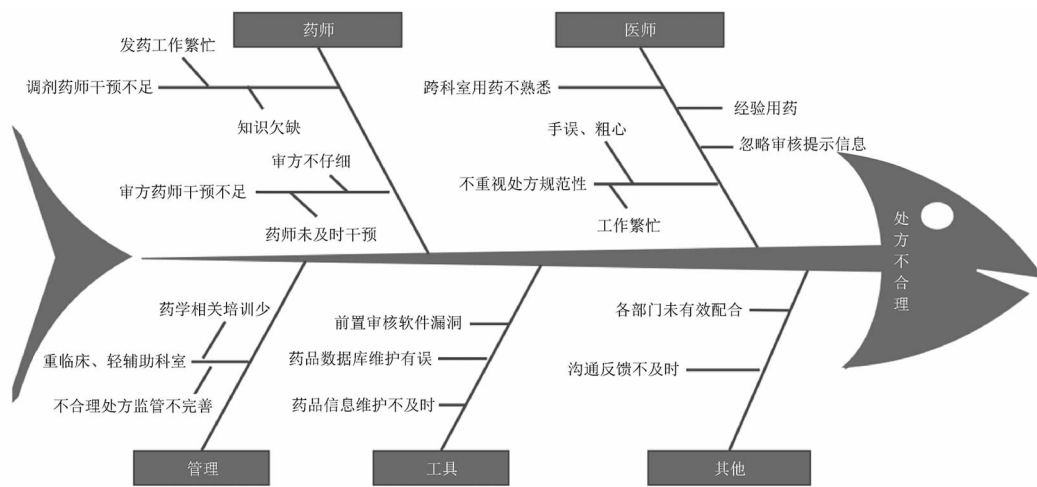 药师
医师
发药工作繁忙
调剂药师干预不足
知识欠缺
审方不仔细
审方药师干预不足
药师未及时干预
跨科室用药不熟悉
经验用药
手误、粗心
忽略审核提示信息
不重视处方规范性
工作繁忙
处方不合理
药学相关培训少
重临床、轻辅助科室
不合理处方监管不完善
前置审核软件漏洞
药品数据库维护有误
药品信息维护不及时
各部门未有效配合
沟通反馈不及时
管理
工具
其他